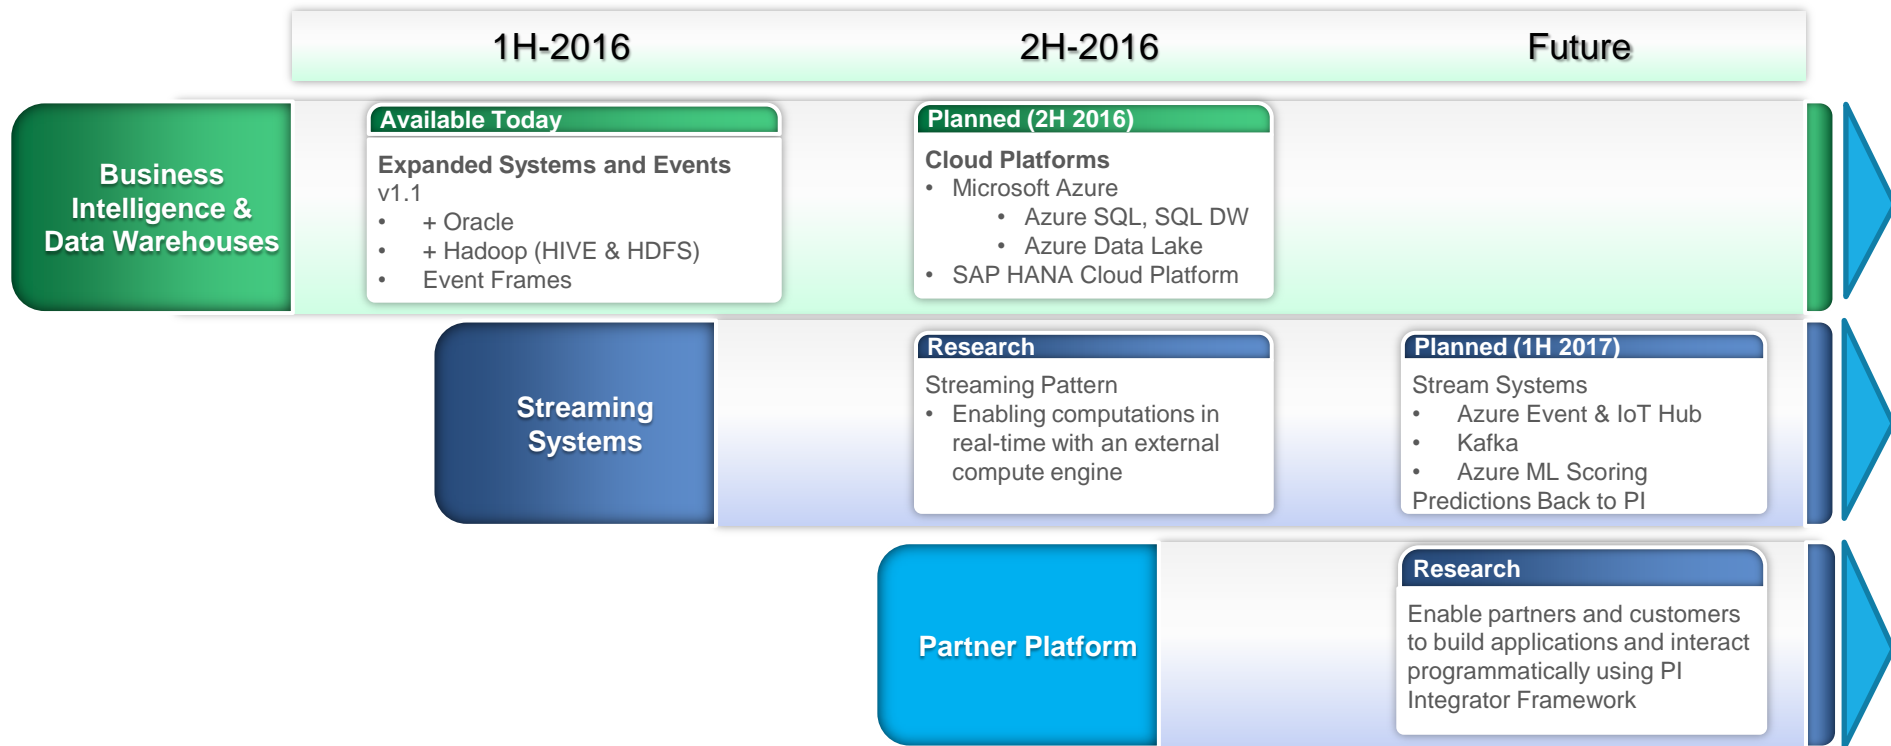 1H-2016
2H-2016
Future
Business
Intelligence &
Data Warehouses
Available Today
Expanded Systems and Events
v1.1
• + Oracle
• + Hadoop (HIVE & HDFS)
• Event Frames
Planned (2H 2016)
Cloud Platforms
• Microsoft Azure
• Azure SQL, SQL DW
• Azure Data Lake
• SAP HANA Cloud Platform
Streaming
Systems
Research
Streaming Pattern
• Enabling computations in
real-time with an external
compute engine
Planned (1H 2017)
Stream Systems
• Azure Event & IoT Hub
• Kafka
• Azure ML Scoring
Predictions Back to PI
Partner Platform
Research
Enable partners and customers
to build applications and interact
programmatically using PI
Integrator Framework